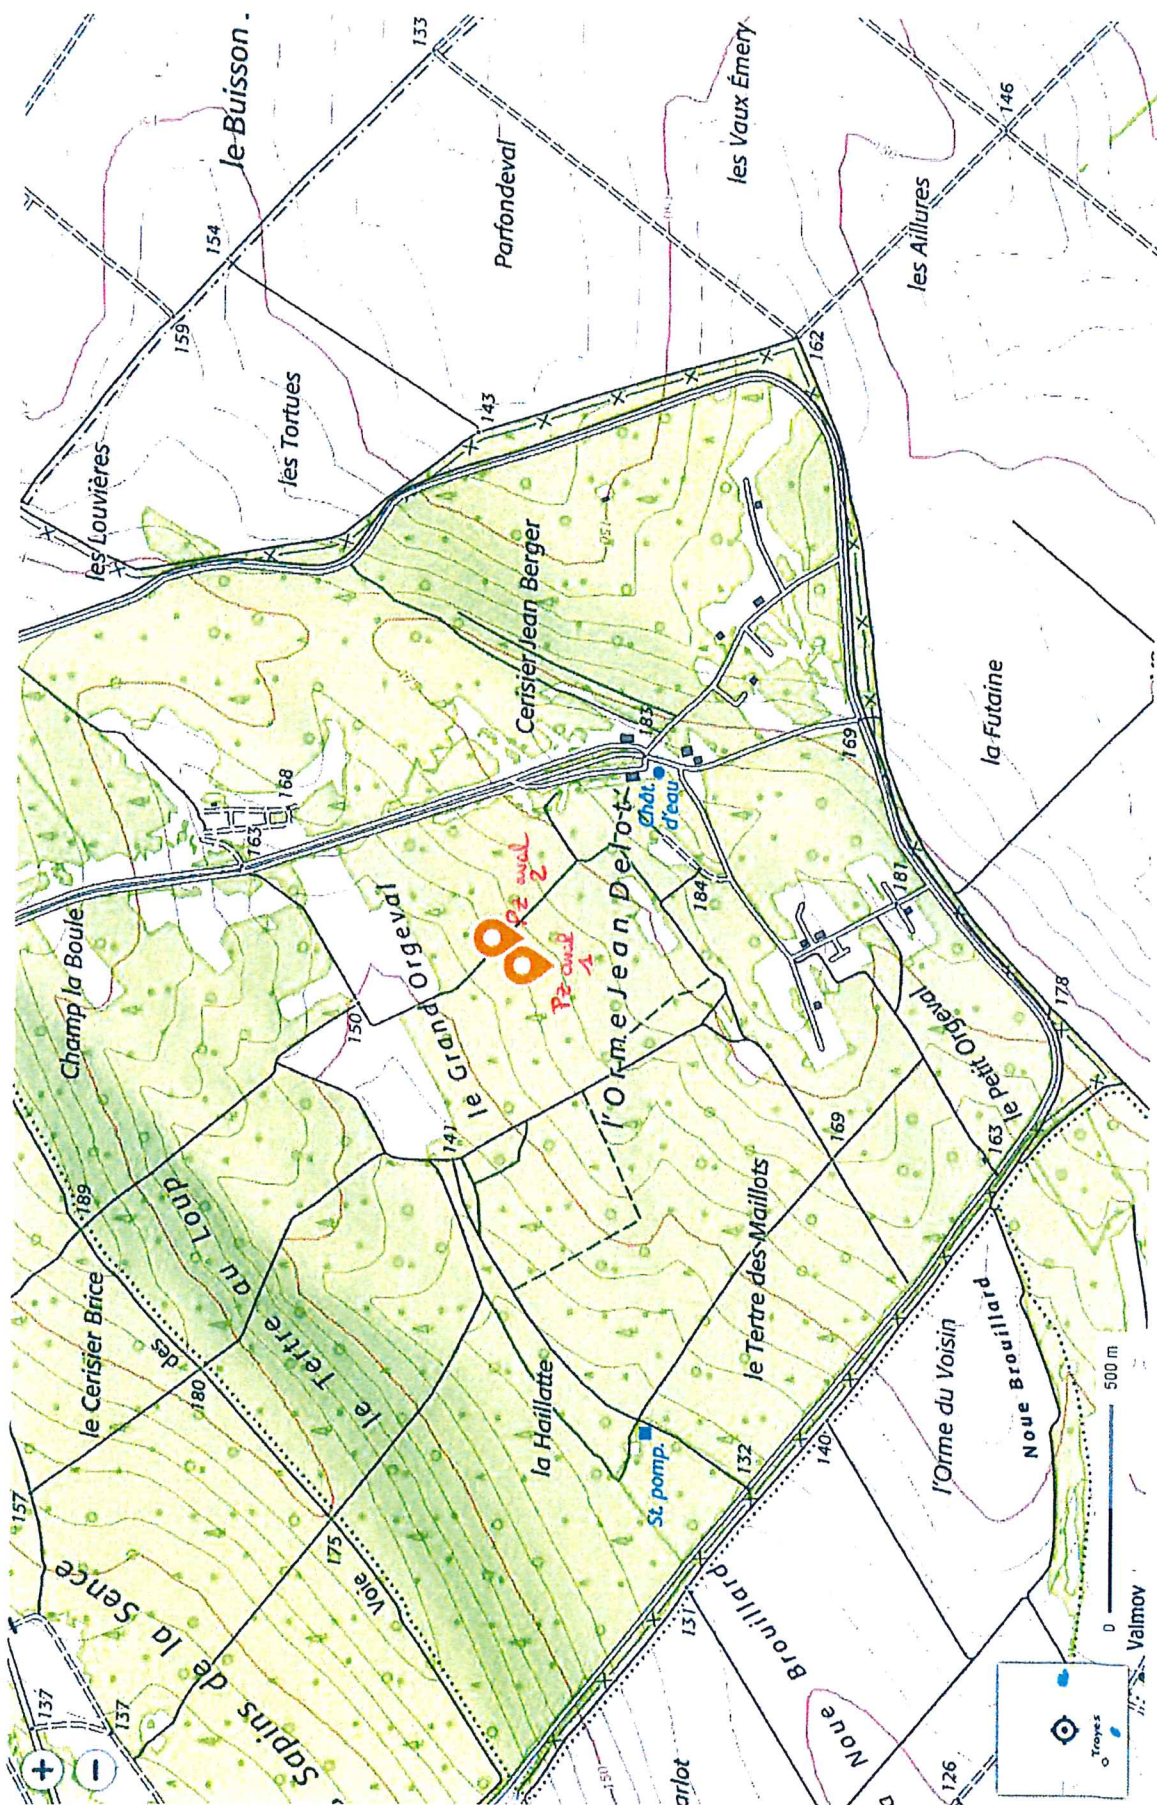 le Buisson
133
154
159
Parfondeval
les Vaux Émery
146
les Aillures
les Louvières
les Tortues
143
162
Cerisier Jean Berger
150
168
163
183
Chât.
d'eau
169
la Futaine
Champ la Boule
150
le Grand Orgeval
Pz aval
2
Pz aval
1
l'Orme Jean Delot
184
181
178
le Petit Orgeval
163
141
169
le Tertre des Maillots
189
le Cerisier Brice
le Tertre au Loup
180
Voie des
175
la Haillatte
St. pomp.
132
140
131
l'Orme du Voisin
Noue Brouillard
Noue Brouillard
157
Sapins de la Sence
137
137
150
arlot
126
0 500 m
Valmoy
Troyes
+
−